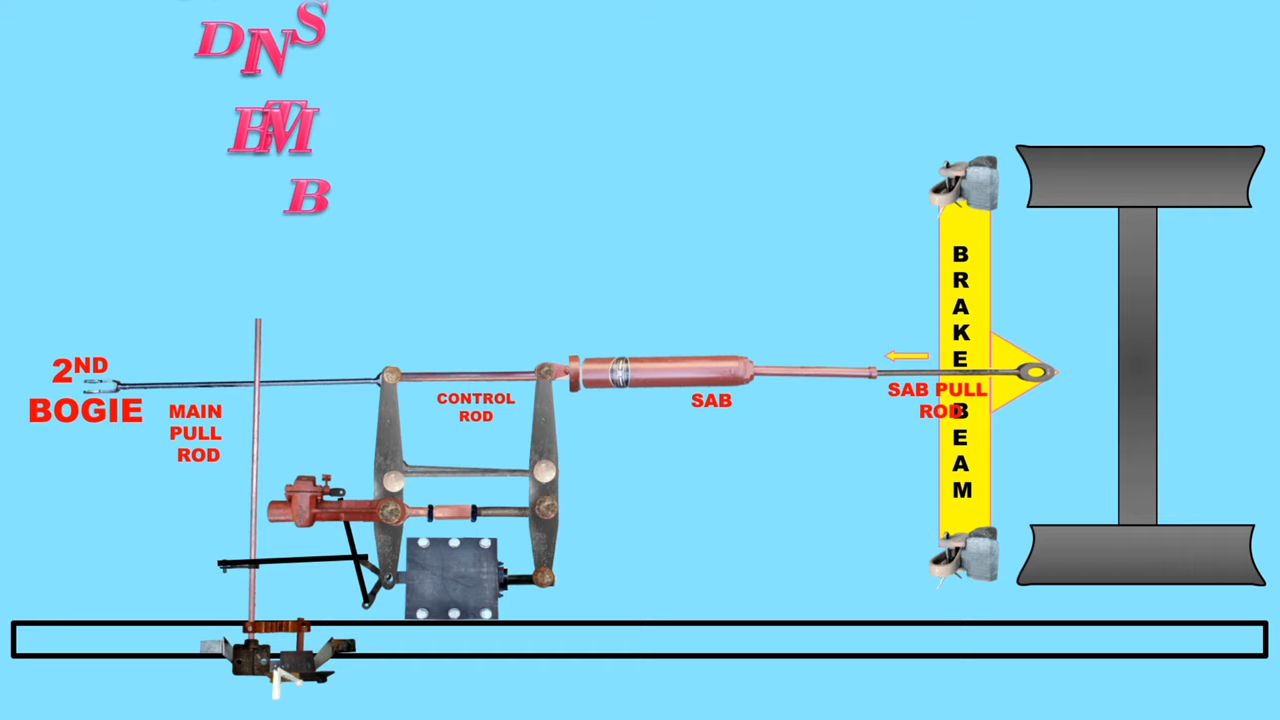 S
D N
B M
B
B
R
A
K
E
B
E
A
M
2ND
BOGIE
MAIN
PULL
ROD
CONTROL
ROD
SAB
SAB PULL
ROD